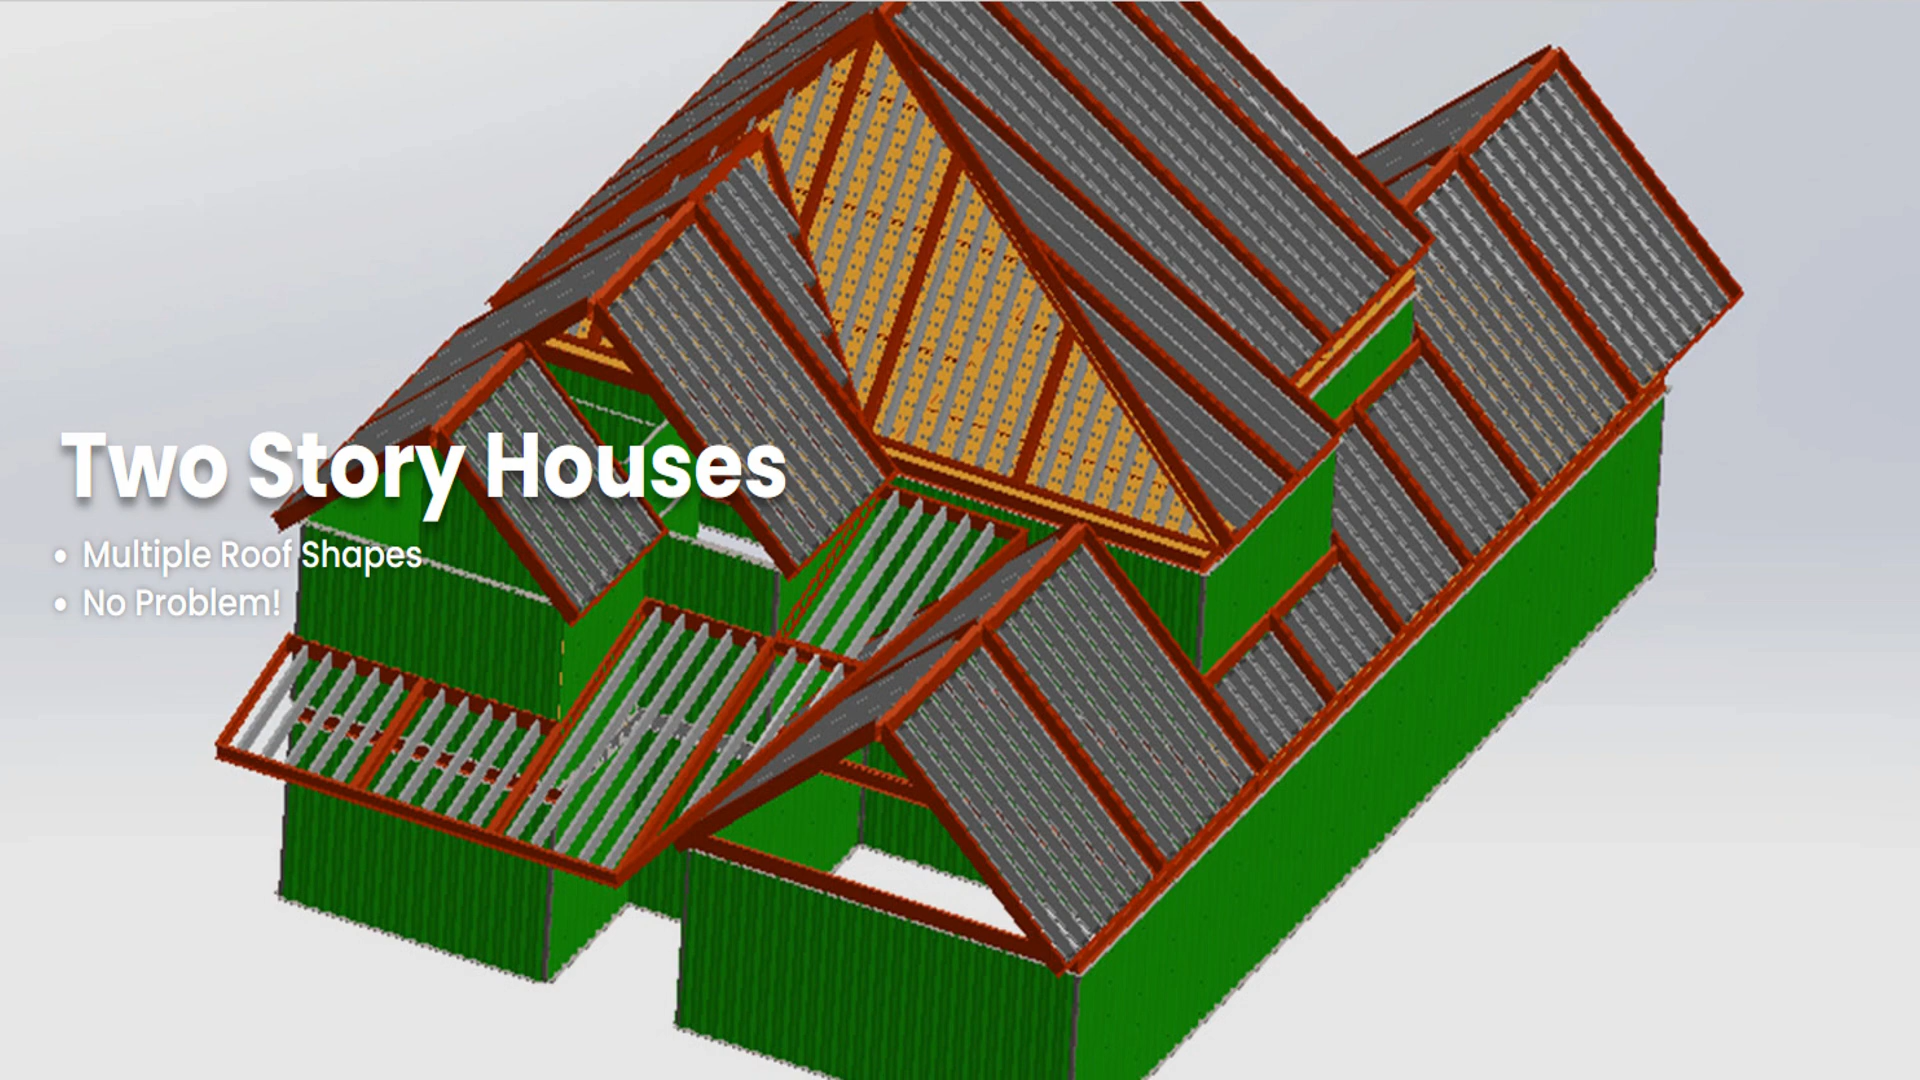 Two Story Houses
• Multiple Roof Shapes
• No Problem!